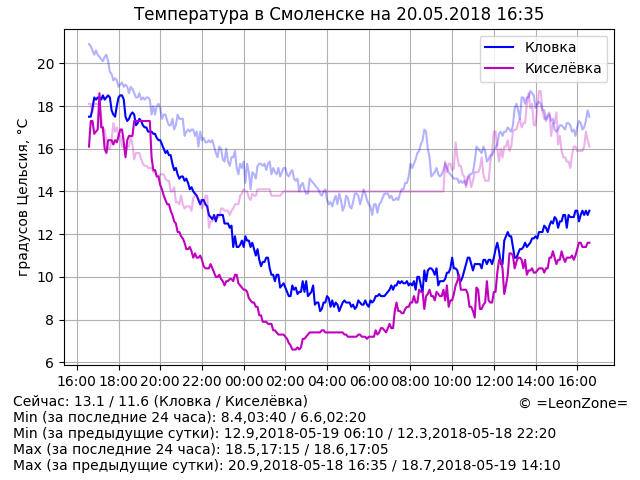 Температура в Смоленске на 20.05.2018 16:35
Кловка
Киселёвка
градусов Цельсия, °C
20
18
16
14
12
10
8
6
16:00 18:00 20:00 22:00 00:00 02:00 04:00 06:00 08:00 10:00 12:00 14:00 16:00
Сейчас: 13.1 / 11.6 (Кловка / Киселёвка)
© =LeonZone=
Min (за последние 24 часа): 8.4,03:40 / 6.6,02:20
Min (за предыдущие сутки): 12.9,2018-05-19 06:10 / 12.3,2018-05-18 22:20
Max (за последние 24 часа): 18.5,17:15 / 18.6,17:05
Max (за предыдущие сутки): 20.9,2018-05-18 16:35 / 18.7,2018-05-19 14:10